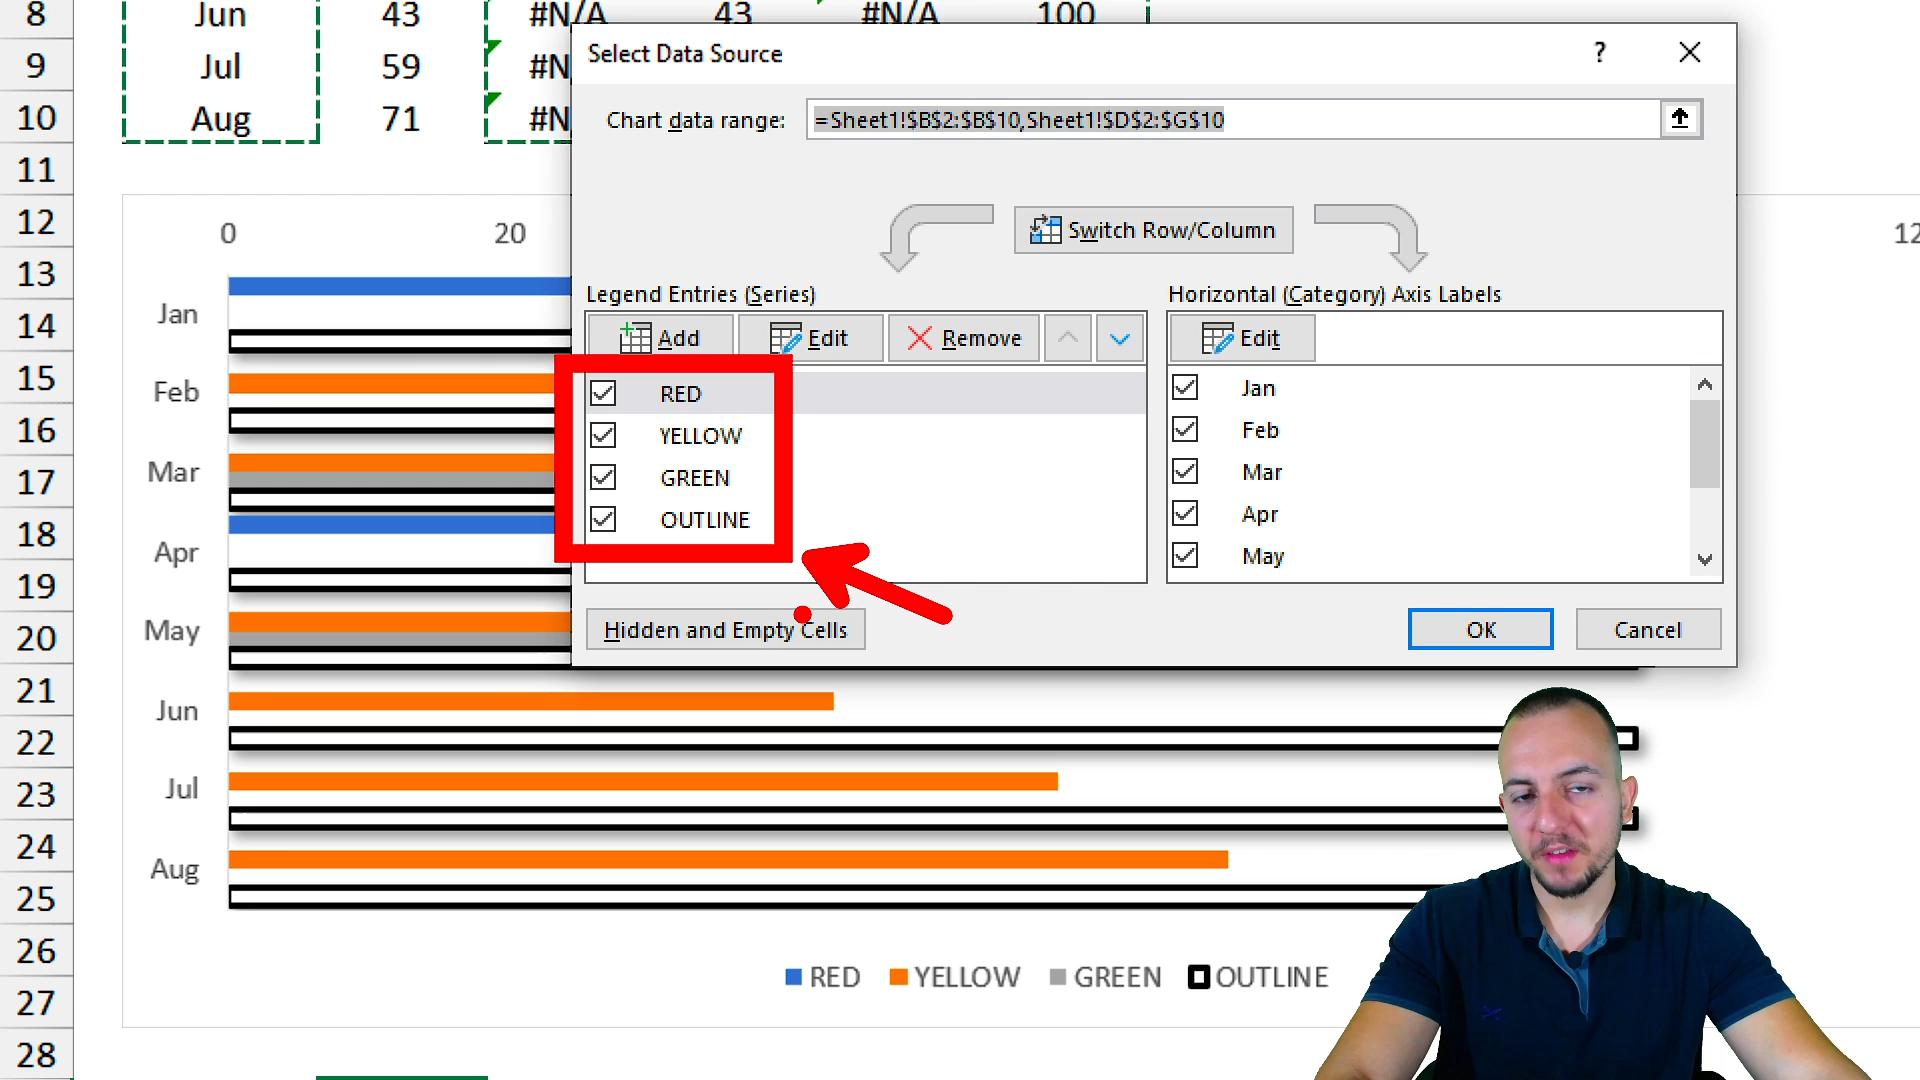 8 Jun 43 #N/A 43 #N/A 100
9 Jul 59 #N
10 Aug 71 #N
11
12
13
14
15
16
17
18
19
20
21
22
23
24
25
26
27
28
Select Data Source ?
Chart data range: =Sheet1!$B$2:$B$10,Sheet1!$D$2:$G$10
Switch Row/Column
Legend Entries (Series)
Add Edit Remove
RED
YELLOW
GREEN
OUTLINE
Horizontal (Category) Axis Labels
Edit
Jan
Feb
Mar
Apr
May
Hidden and Empty Cells
OK Cancel
0 20 12
Jan
Feb
Mar
Apr
May
Jun
Jul
Aug
RED YELLOW GREEN OUTLINE